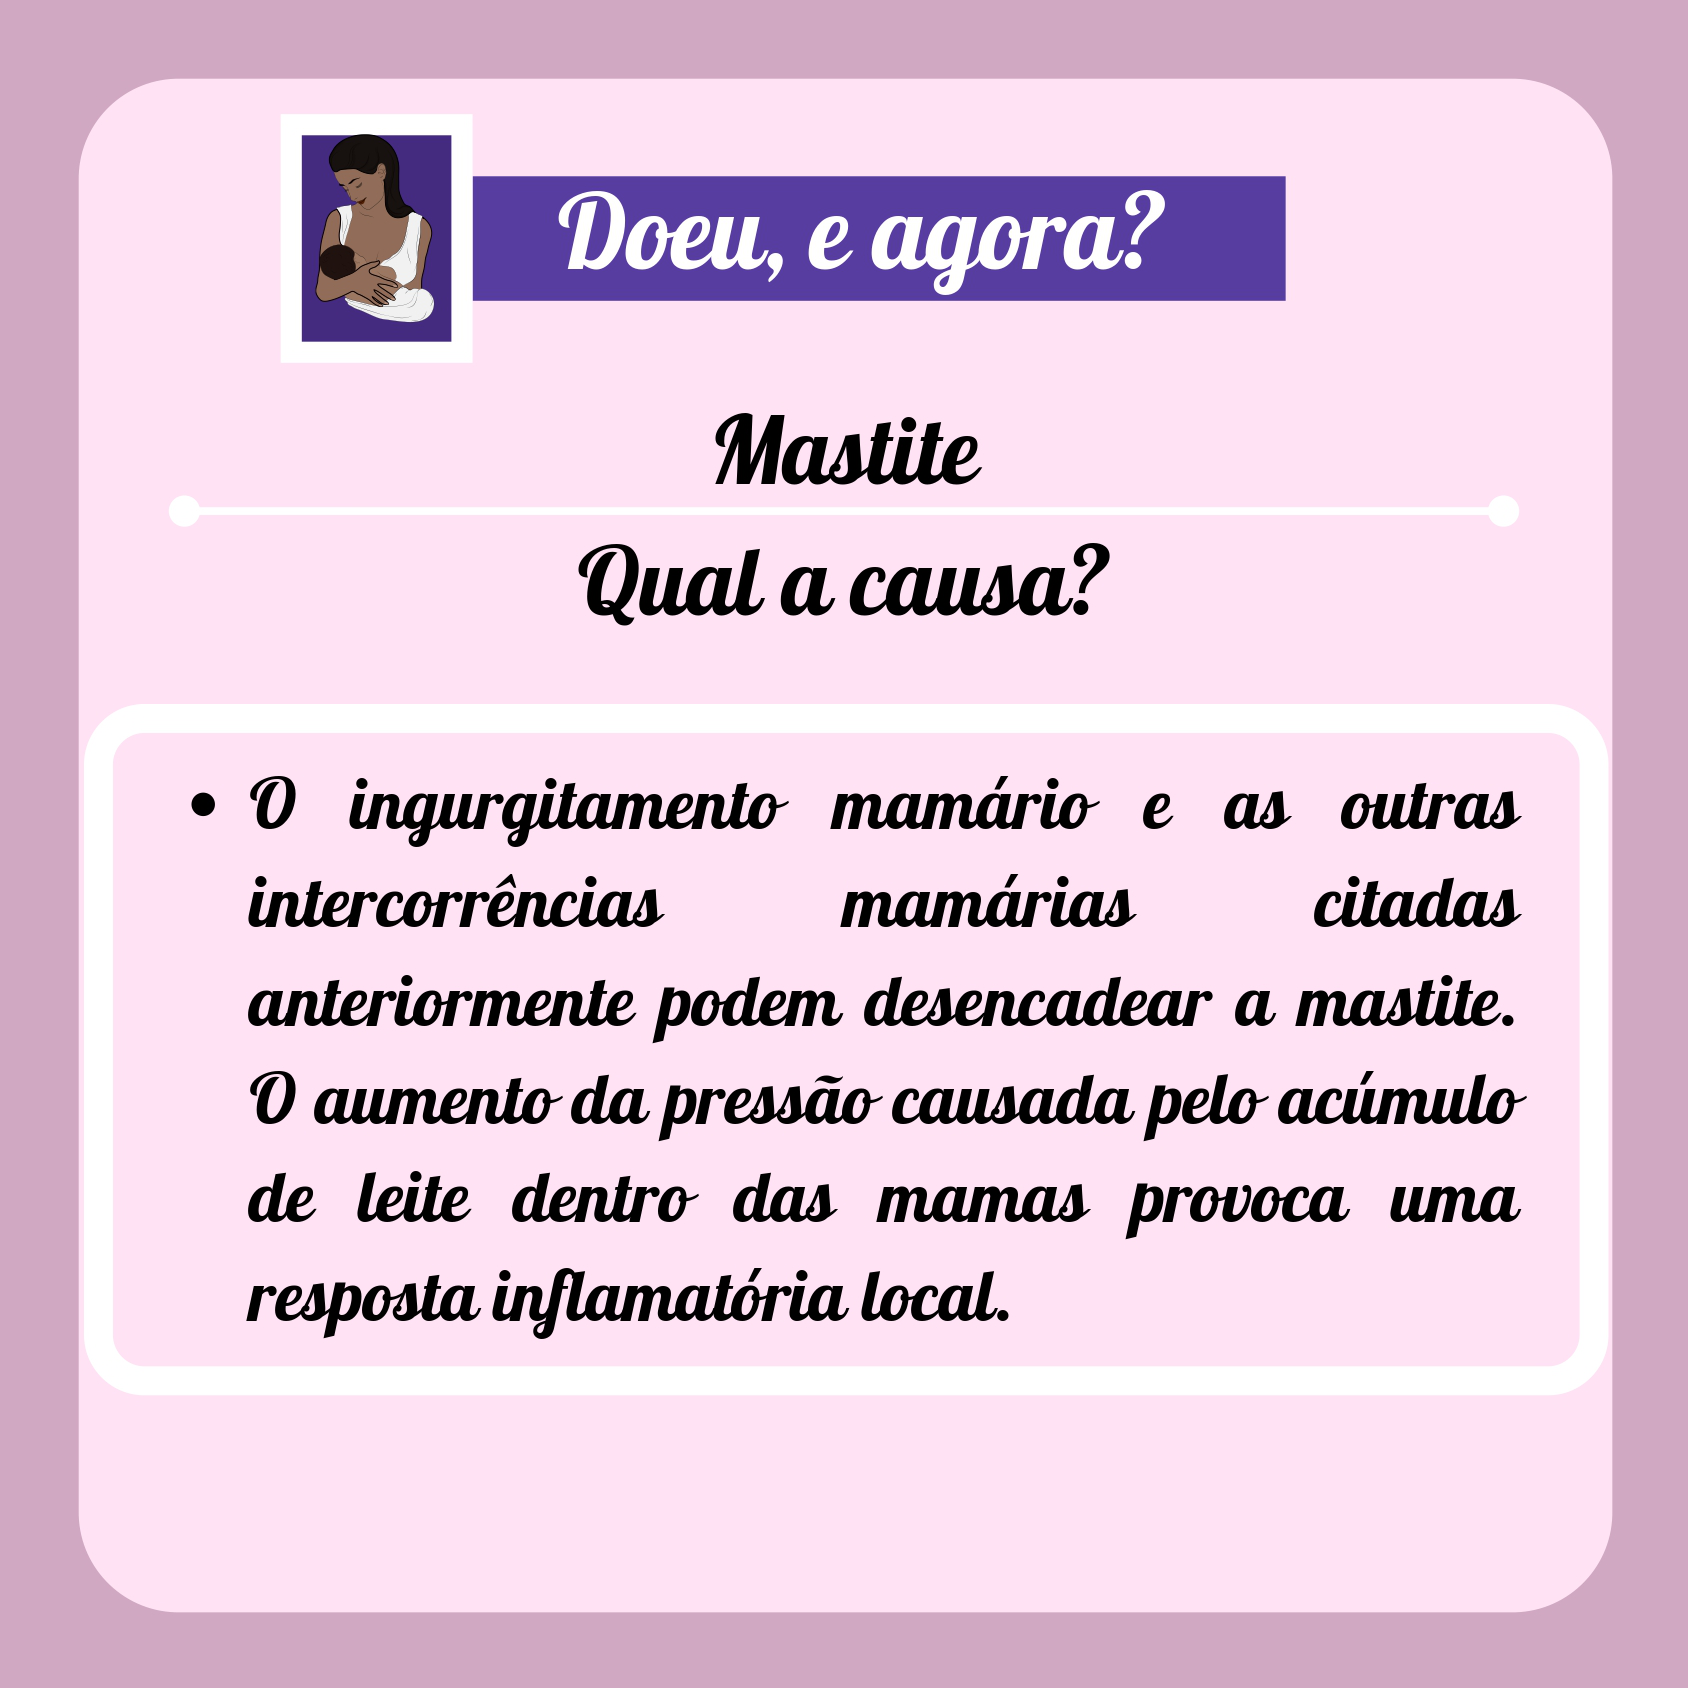 Doeu, e agora?
Mastite
Qual a causa?
• O ingurgitamento mamário e as outras
intercorrências mamárias citadas
anteriormente podem desencadear a mastite.
O aumento da pressão causada pelo acúmulo
de leite dentro das mamas provoca uma
resposta inflamatória local.